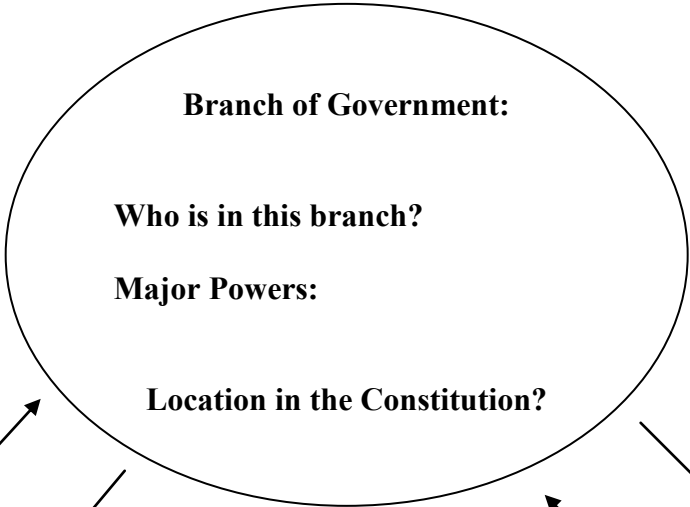 Branch of Government:
Who is in this branch?
Major Powers:
Location in the Constitution?